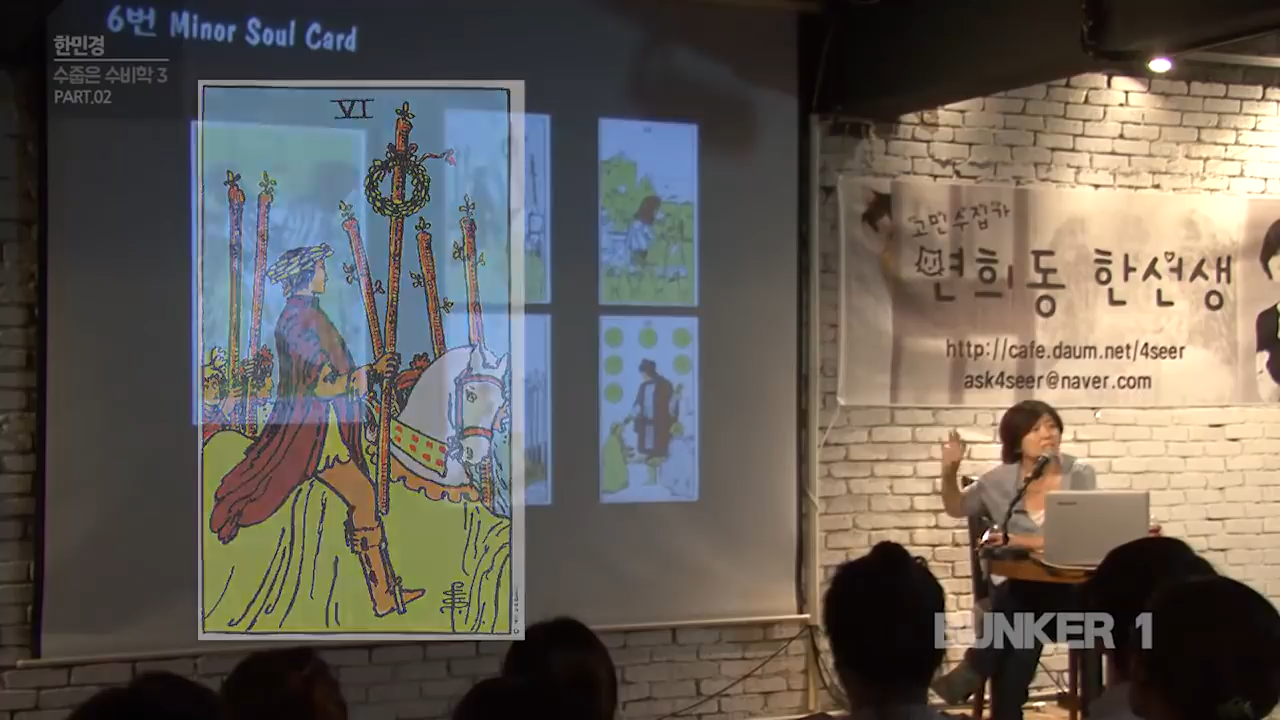 6번 Minor Soul Card
한민경
수줍은 수비학 3
PART.02
VI
고민수집가
연희동 한선생
http://cafe.daum.net/4seer
ask4seer@naver.com
BUNKER 1